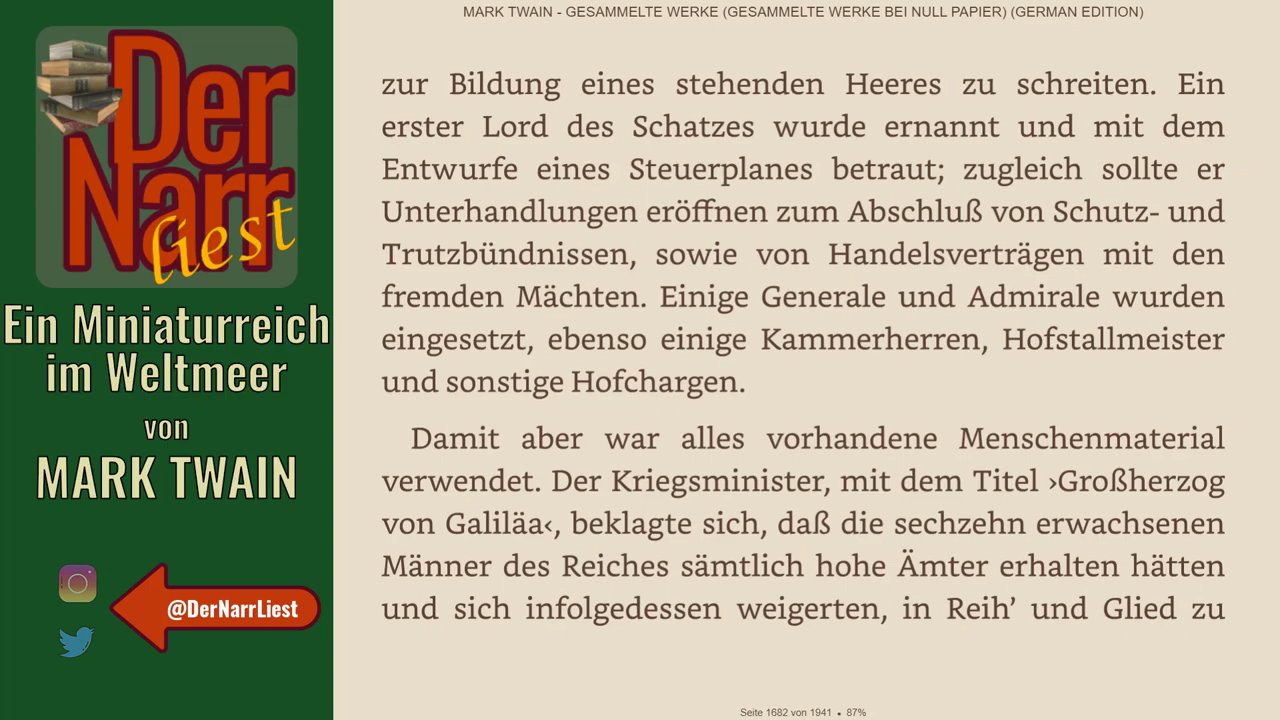 MARK TWAIN - GESAMMELTE WERKE (GESAMMELTE WERKE BEI NULL PAPIER) (GERMAN EDITION)
Der
Narr
liest
Ein Miniaturreich
im Weltmeer
von
MARK TWAIN
@DerNarrLiest
zur Bildung eines stehenden Heeres zu schreiten. Ein
erster Lord des Schatzes wurde ernannt und mit dem
Entwurfe eines Steuerplanes betraut; zugleich sollte er
Unterhandlungen eröffnen zum Abschluß von Schutz- und
Trutzbündnissen, sowie von Handelsverträgen mit den
fremden Mächten. Einige Generale und Admirale wurden
eingesetzt, ebenso einige Kammerherren, Hofstallmeister
und sonstige Hofchargen.
Damit aber war alles vorhandene Menschenmaterial
verwendet. Der Kriegsminister, mit dem Titel ›Großherzog
von Galiläa‹, beklagte sich, daß die sechzehn erwachsenen
Männer des Reiches sämtlich hohe Ämter erhalten hätten
und sich infolgedessen weigerten, in Reih’ und Glied zu
Seite 1682 von 1941 • 87%